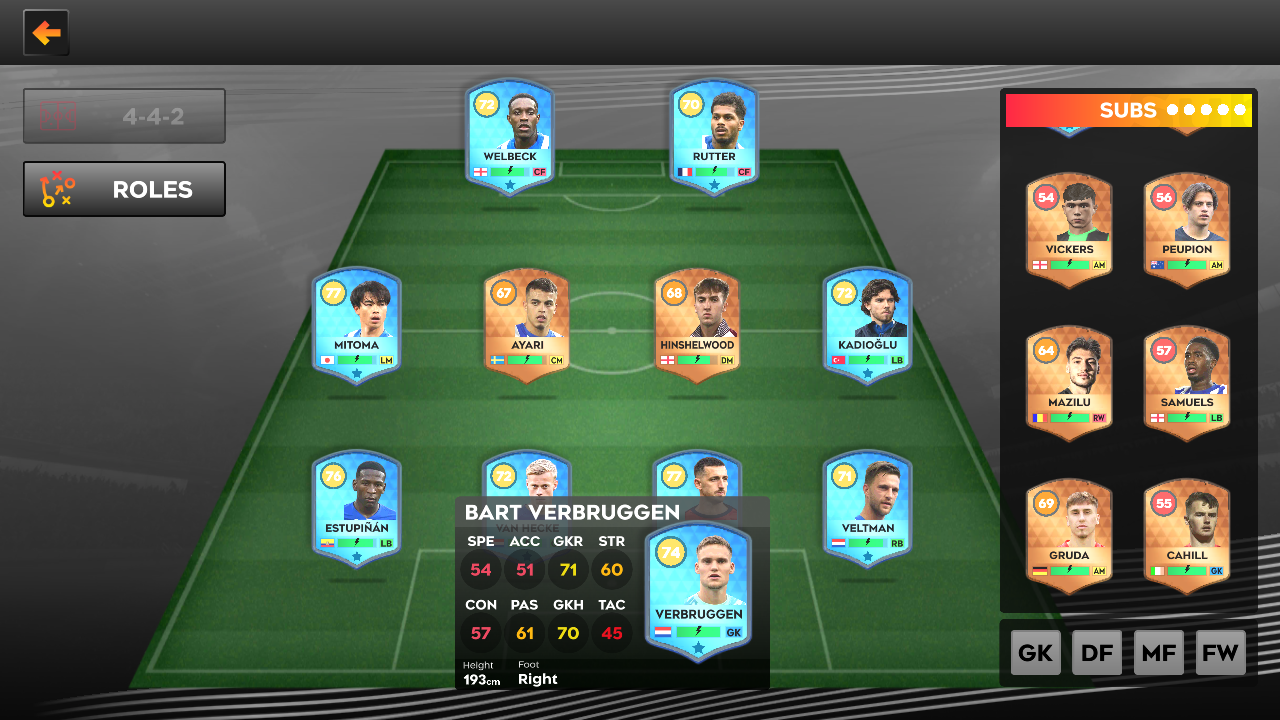 4-4-2
ROLES
72
WELBECK
CF
70
RUTTER
CF
77
MITOMA
LM
67
AYARI
CM
68
HINSHELWOOD
DM
72
KADIOĞLU
LB
76
ESTUPIÑÁN
LB
72
VAN HECKE
77
71
VELTMAN
RB
BART VERBRUGGEN
SPE ACC GKR STR
54 51 71 60
CON PAS GKH TAC
57 61 70 45
Height Foot
193cm Right
74
VERBRUGGEN
GK
SUBS
54
VICKERS
AM
56
PEUPION
AM
64
MAZILU
RW
57
SAMUELS
LB
69
GRUDA
AM
55
CAHILL
GK
GK DF MF FW